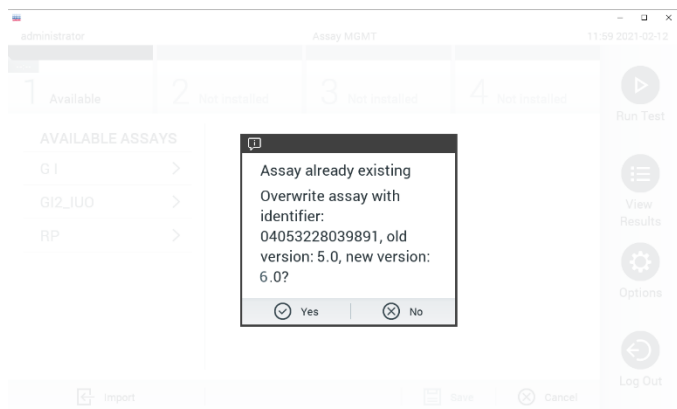 administrator
Assay MGMT
11:59 2021-02-12
1 Available
2 Not installed
3 Not installed
4 Not installed
Run Test
AVAILABLE ASSAYS
G I
GI2_IUO
RP
View
Results
Options
Log Out
Assay already existing
Overwrite assay with
identifier:
04053228039891, old
version: 5.0, new version:
6.0?
Yes
No
Import
Save
Cancel